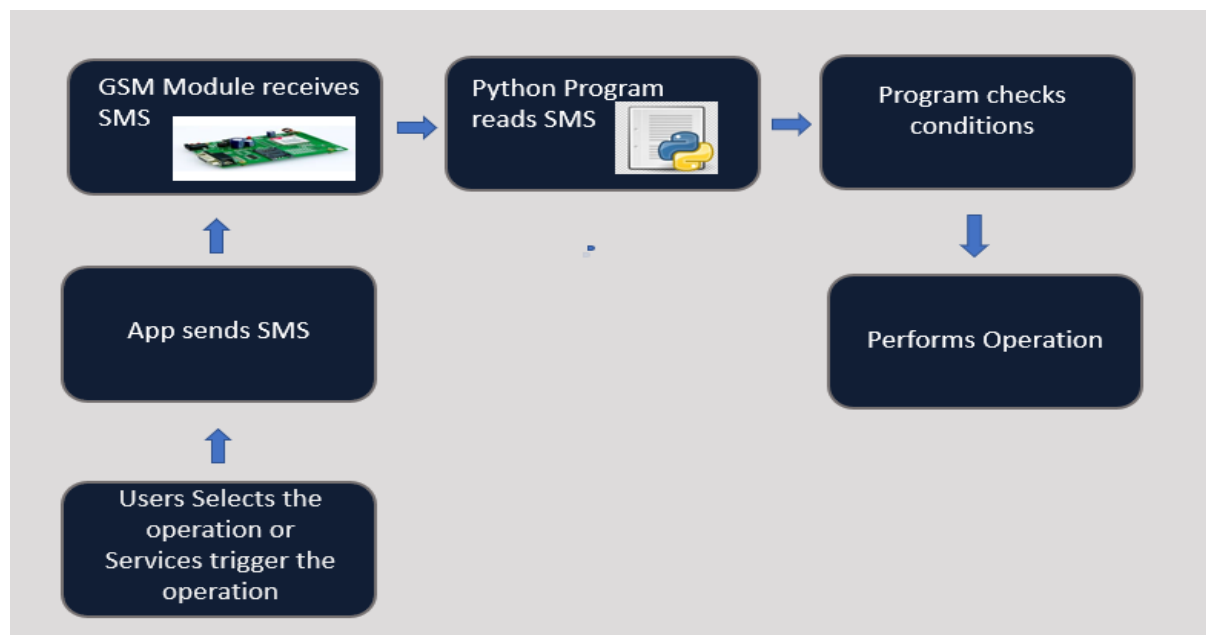 GSM Module receives
SMS
Python Program
reads SMS
Program checks
conditions
App sends SMS
Performs Operation
Users Selects the
operation or
Services trigger the
operation